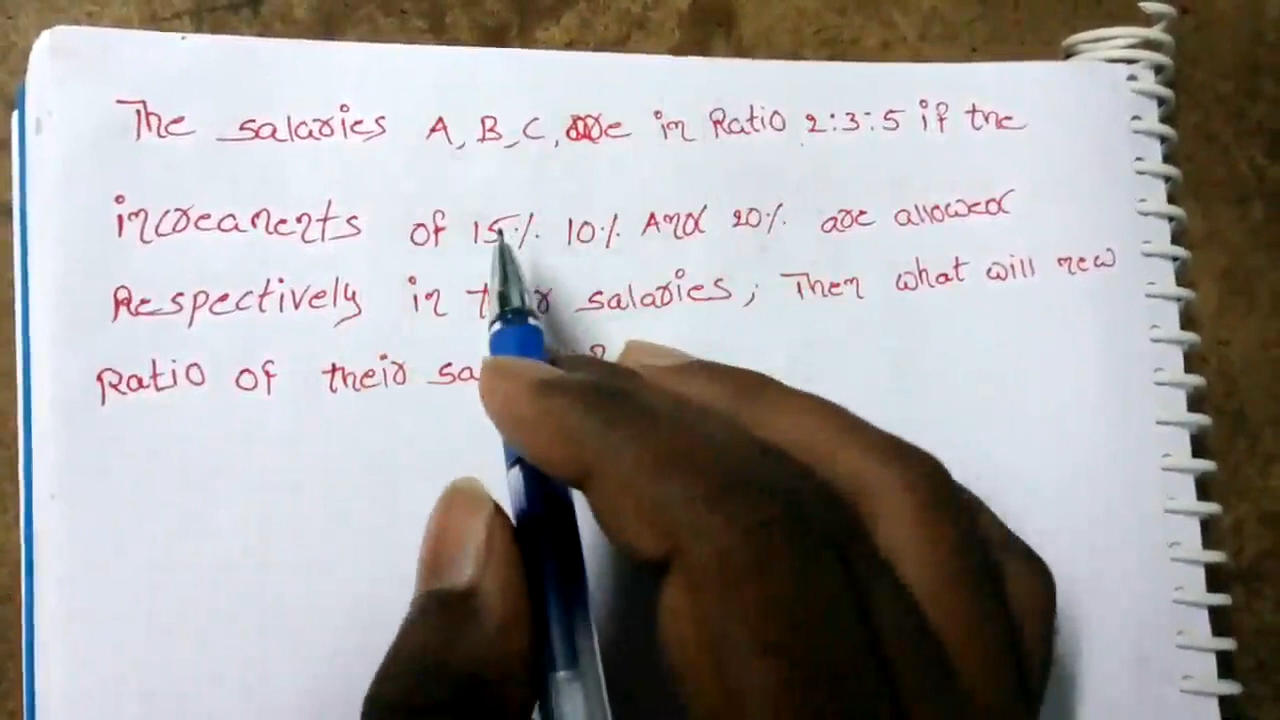 The salaries A, B, C, are in Ratio 2:3:5 if the
increanents of 15% 10% And 20% are allowed
Respectively in salaries; Then what will new
Ratio of their